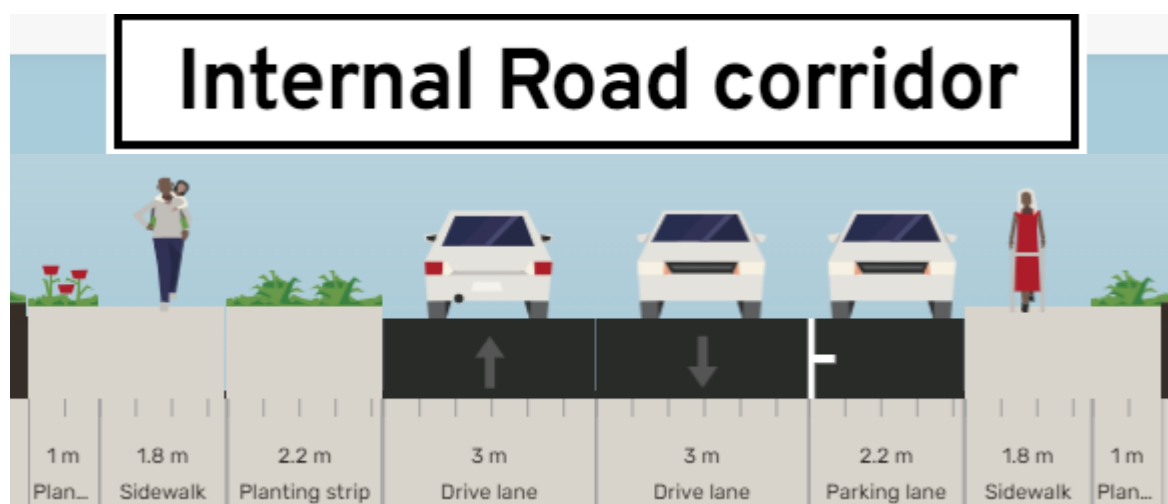 Internal Road corridor
1 m 1.8 m 2.2 m 3 m 3 m 2.2 m 1.8 m 1 m
Plan... Sidewalk Planting strip Drive lane Drive lane Parking lane Sidewalk Plan...